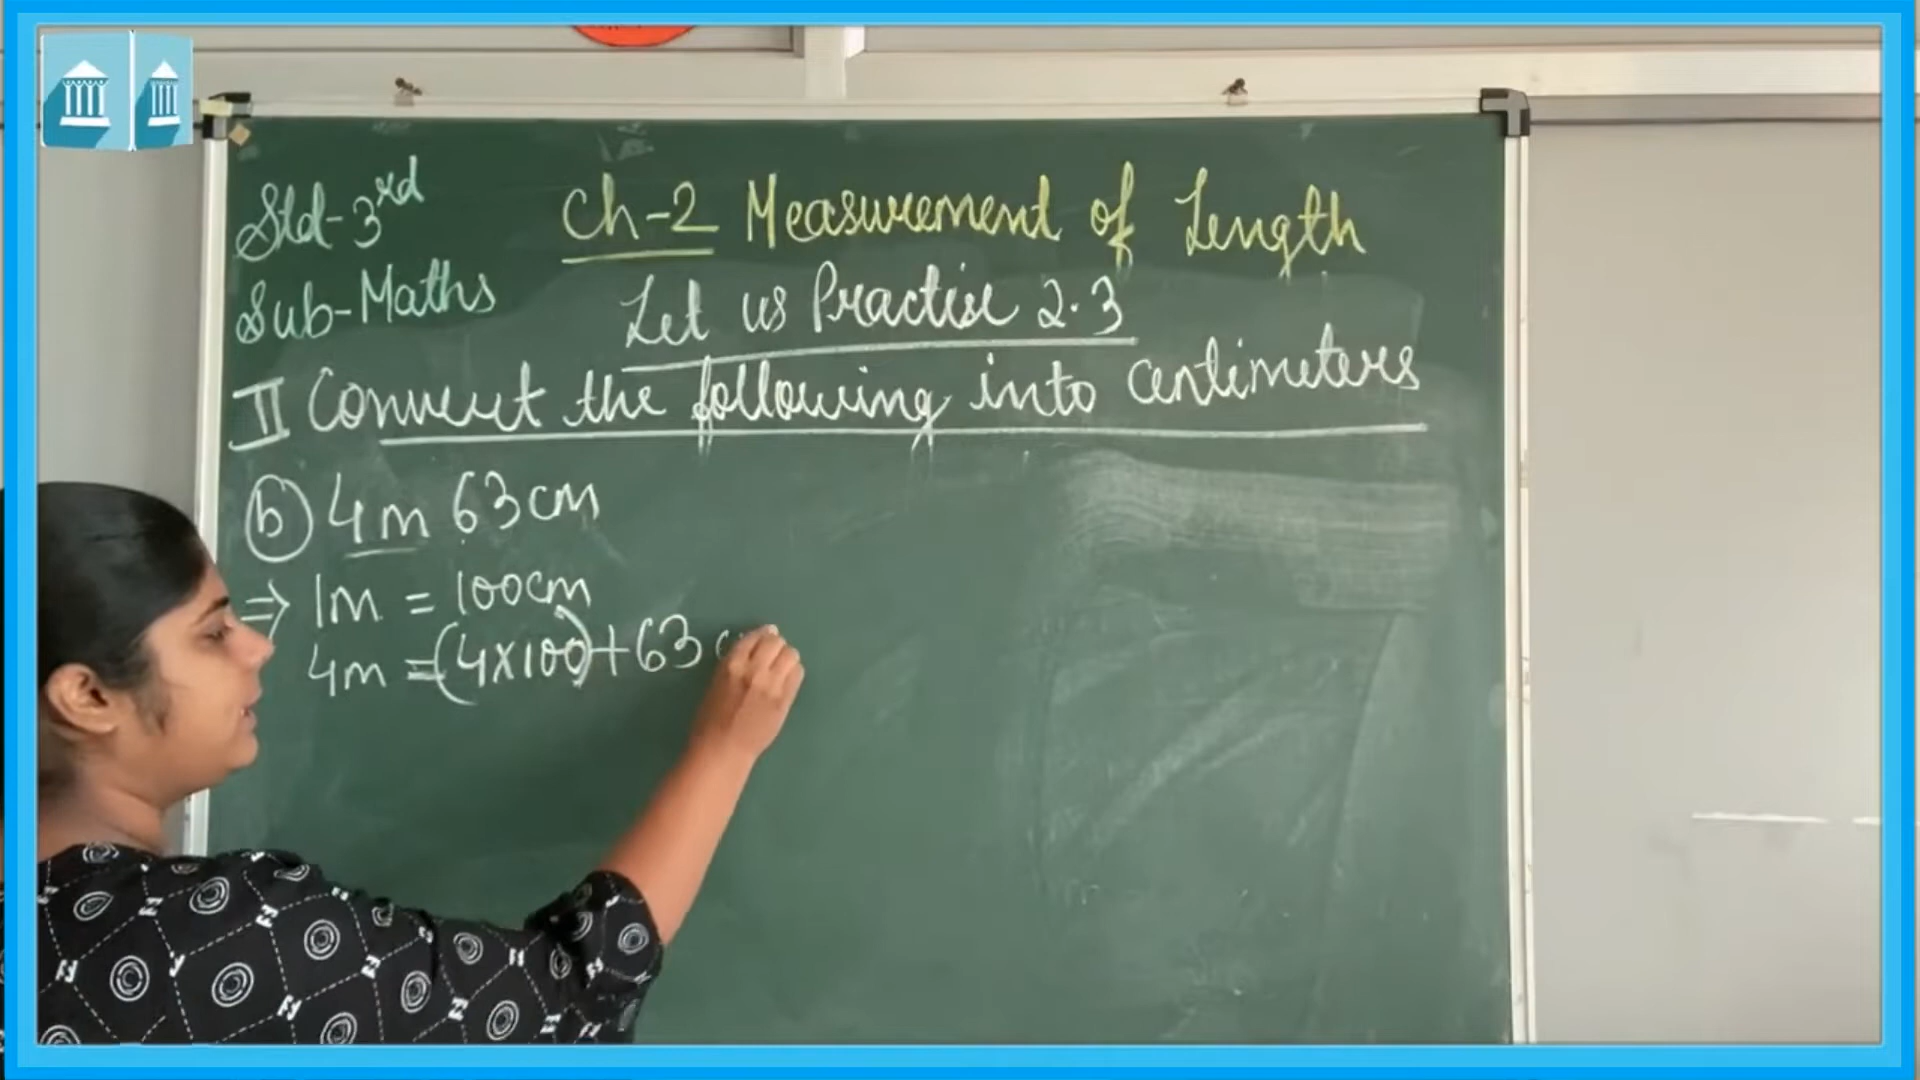 Std-3rd
Sub-Maths
Ch-2 Measurement of Length
Let us Practise 2.3
II Convert the following into centimeters
b 4m 63cm
⇒ 1m = 100cm
4m = (4x100)+63 c